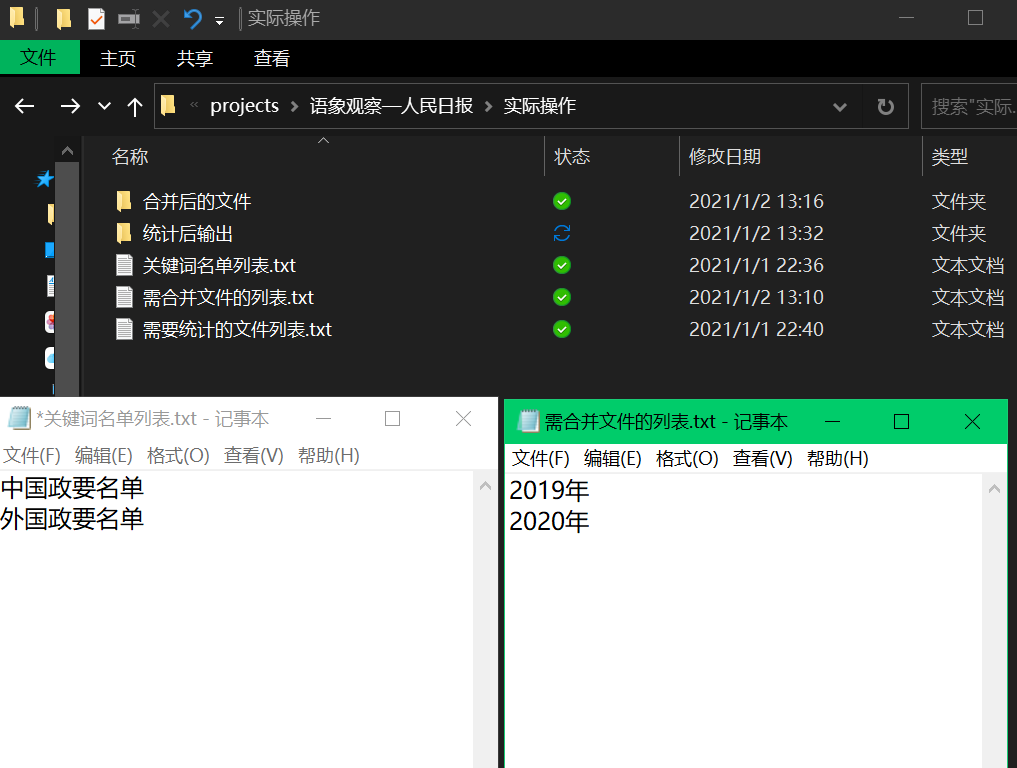 实际操作
文件 主页 共享 查看
« projects > 语象观察—人民日报 > 实际操作 搜索"实际...
名称 状态 修改日期 类型
合并后的文件 2021/1/2 13:16 文件夹
统计后输出 2021/1/2 13:32 文件夹
关键词名单列表.txt 2021/1/1 22:36 文本文档
需合并文件的列表.txt 2021/1/2 13:10 文本文档
需要统计的文件列表.txt 2021/1/1 22:40 文本文档
*关键词名单列表.txt - 记事本
文件(F) 编辑(E) 格式(O) 查看(V) 帮助(H)
中国政要名单
外国政要名单
需合并文件的列表.txt - 记事本
文件(F) 编辑(E) 格式(O) 查看(V) 帮助(H)
2019年
2020年